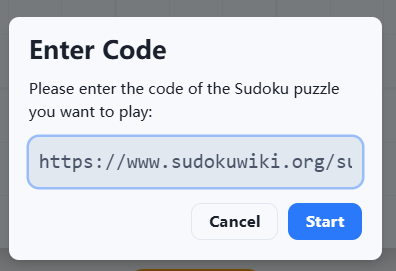 Enter Code
Please enter the code of the Sudoku puzzle
you want to play:
https://www.sudokuwiki.org/su
Cancel
Start